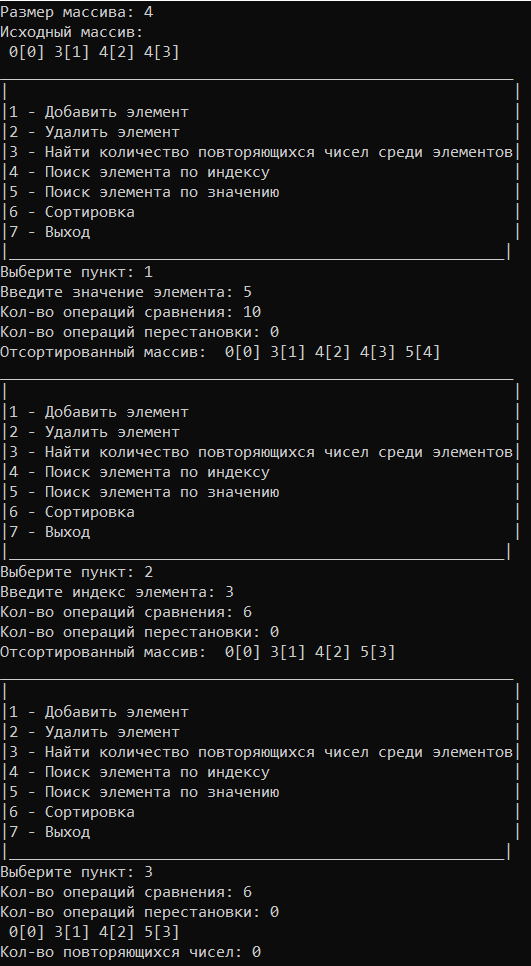 Размер массива: 4
Исходный массив:
0[0] 3[1] 4[2] 4[3]
1 - Добавить элемент
2 - Удалить элемент
3 - Найти количество повторяющихся чисел среди элементов
4 - Поиск элемента по индексу
5 - Поиск элемента по значению
6 - Сортировка
7 - Выход
Выберите пункт: 1
Введите значение элемента: 5
Кол-во операций сравнения: 10
Кол-во операций перестановки: 0
Отсортированный массив:  0[0] 3[1] 4[2] 4[3] 5[4]
1 - Добавить элемент
2 - Удалить элемент
3 - Найти количество повторяющихся чисел среди элементов
4 - Поиск элемента по индексу
5 - Поиск элемента по значению
6 - Сортировка
7 - Выход
Выберите пункт: 2
Введите индекс элемента: 3
Кол-во операций сравнения: 6
Кол-во операций перестановки: 0
Отсортированный массив:  0[0] 3[1] 4[2] 5[3]
1 - Добавить элемент
2 - Удалить элемент
3 - Найти количество повторяющихся чисел среди элементов
4 - Поиск элемента по индексу
5 - Поиск элемента по значению
6 - Сортировка
7 - Выход
Выберите пункт: 3
Кол-во операций сравнения: 6
Кол-во операций перестановки: 0
0[0] 3[1] 4[2] 5[3]
Кол-во повторяющихся чисел: 0